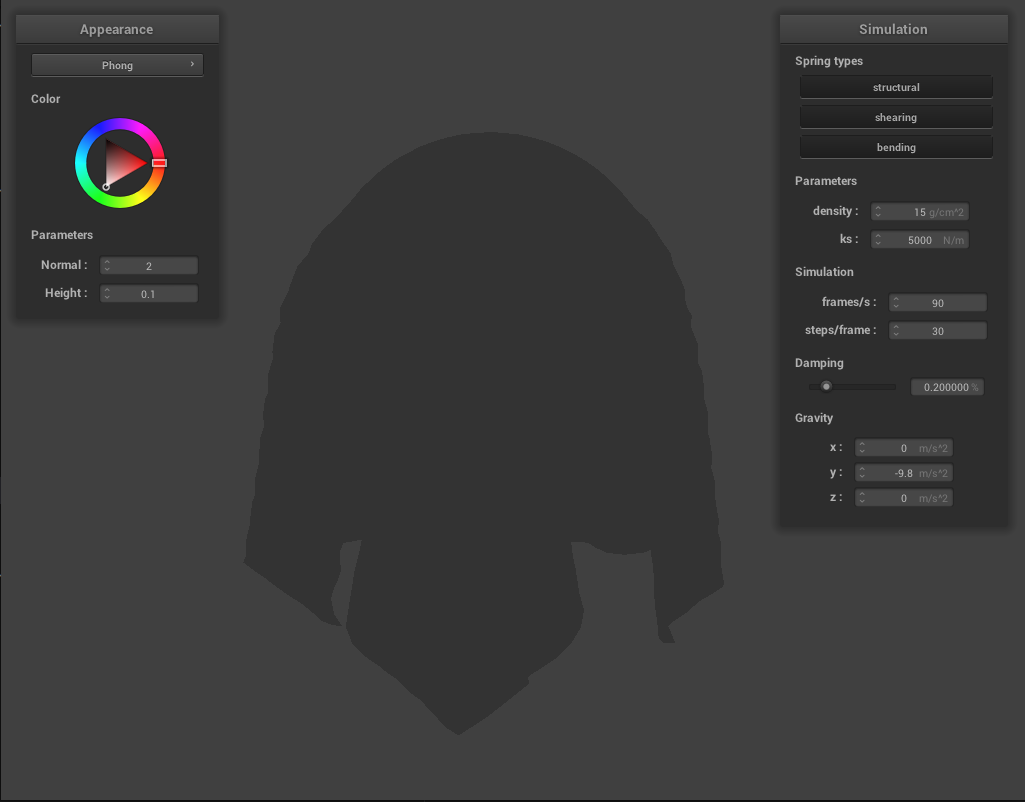 Appearance
Phong
Color
Parameters
Normal : 2
Height : 0.1
Simulation
Spring types
structural
shearing
bending
Parameters
density : 15 g/cm^2
ks : 5000 N/m
Simulation
frames/s : 90
steps/frame : 30
Damping
0.200000 %
Gravity
x : 0 m/s^2
y : -9.8 m/s^2
z : 0 m/s^2